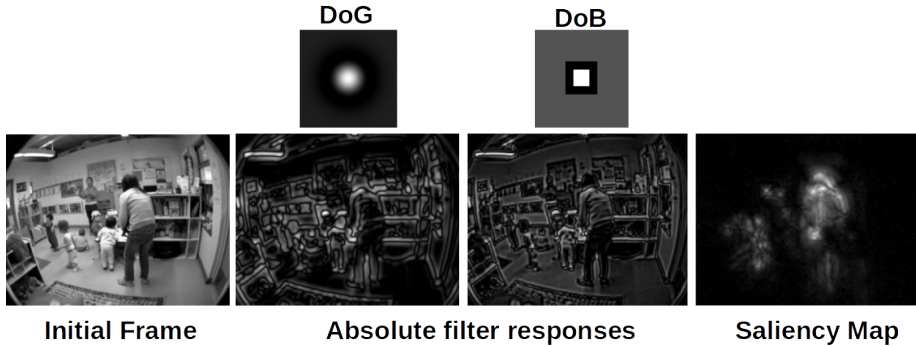 DoG
DoB
Initial Frame
Absolute filter responses
Saliency Map